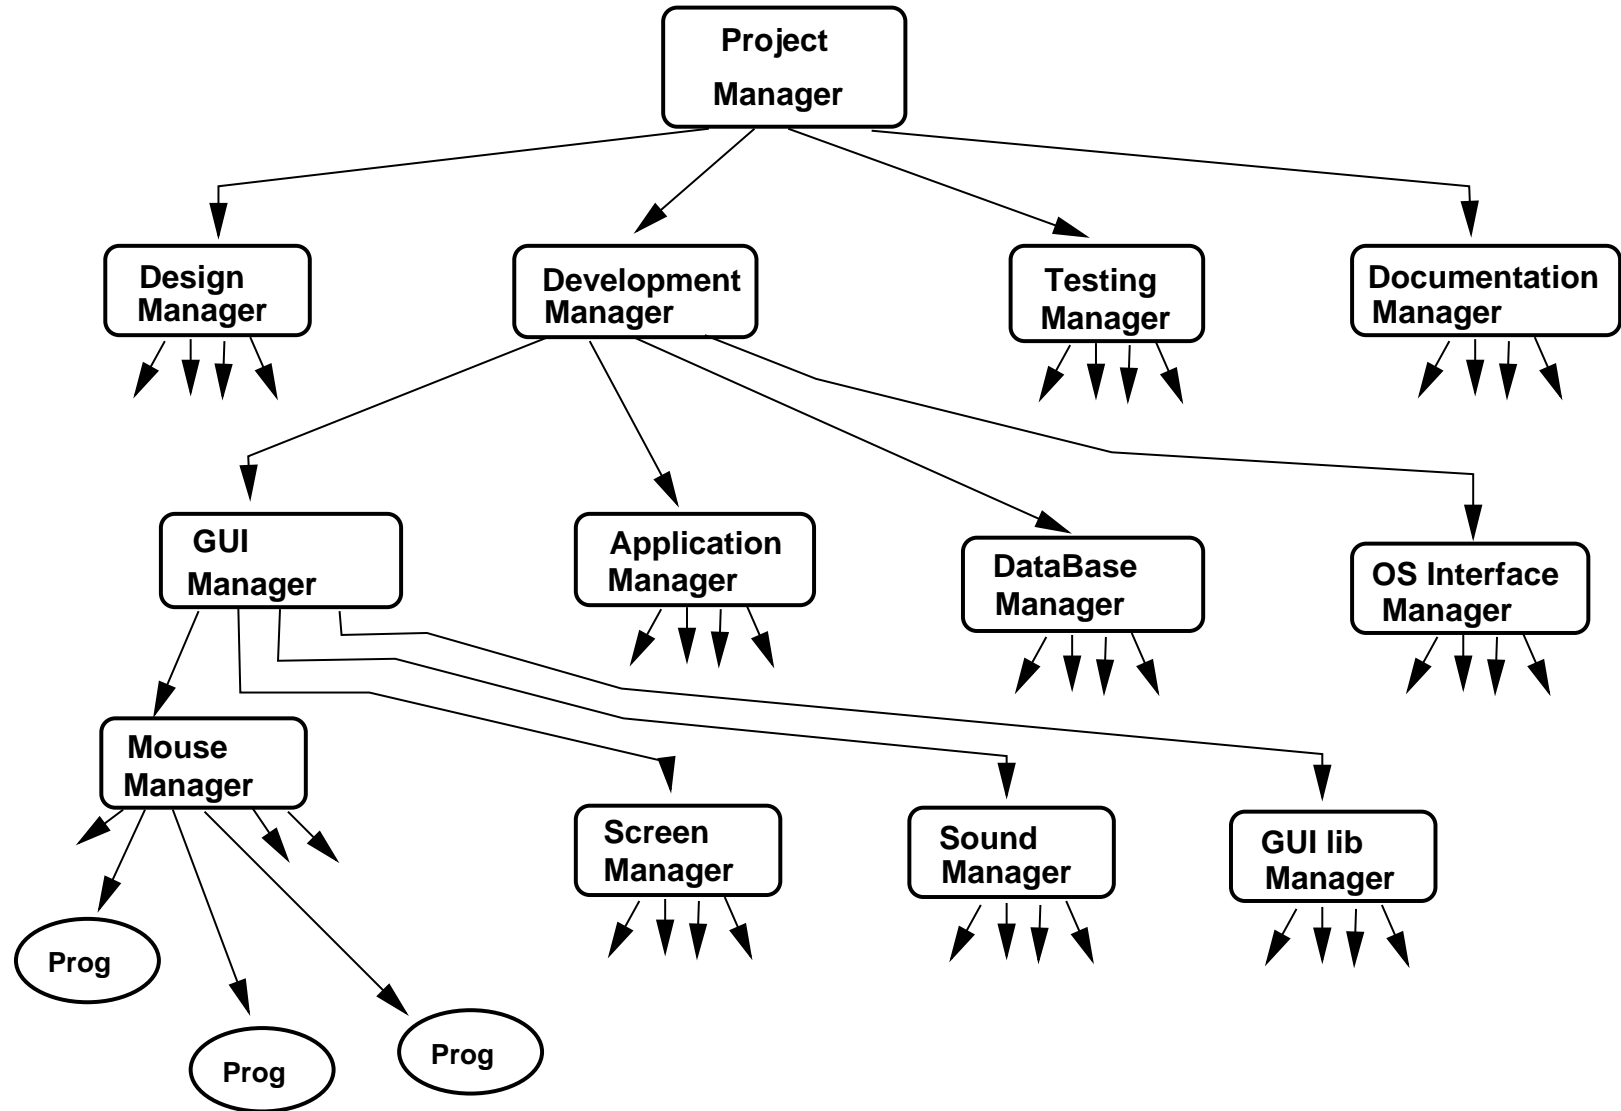 Project
Manager
Design
Manager
Development
Manager
Testing
Manager
Documentation
Manager
GUI
Manager
Application
Manager
DataBase
Manager
OS Interface
Manager
Mouse
Manager
Screen
Manager
Sound
Manager
GUI lib
Manager
Prog
Prog
Prog